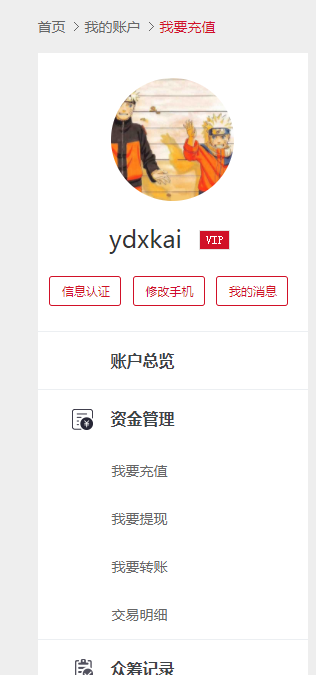 首页 > 我的账户 > 我要充值
ydxkai VIP
信息认证 修改手机 我的消息
账户总览
资金管理
我要充值
我要提现
我要转账
交易明细
众筹记录